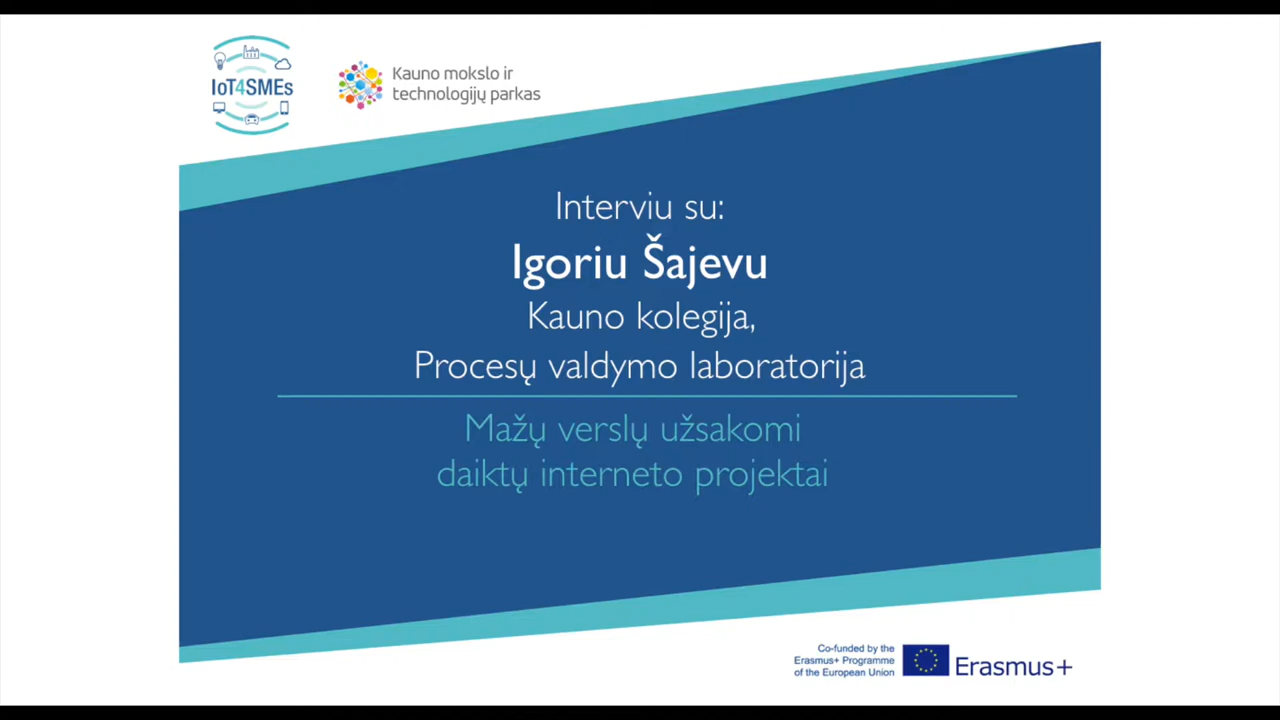 IoT4SMEs
Kauno mokslo ir
technologijų parkas
Interviu su:
Igoriu Šajevu
Kauno kolegija,
Procesų valdymo laboratorija
Mažų verslų užsakomi
daiktų interneto projektai
Co-funded by the
Erasmus+ Programme
of the European Union
Erasmus+